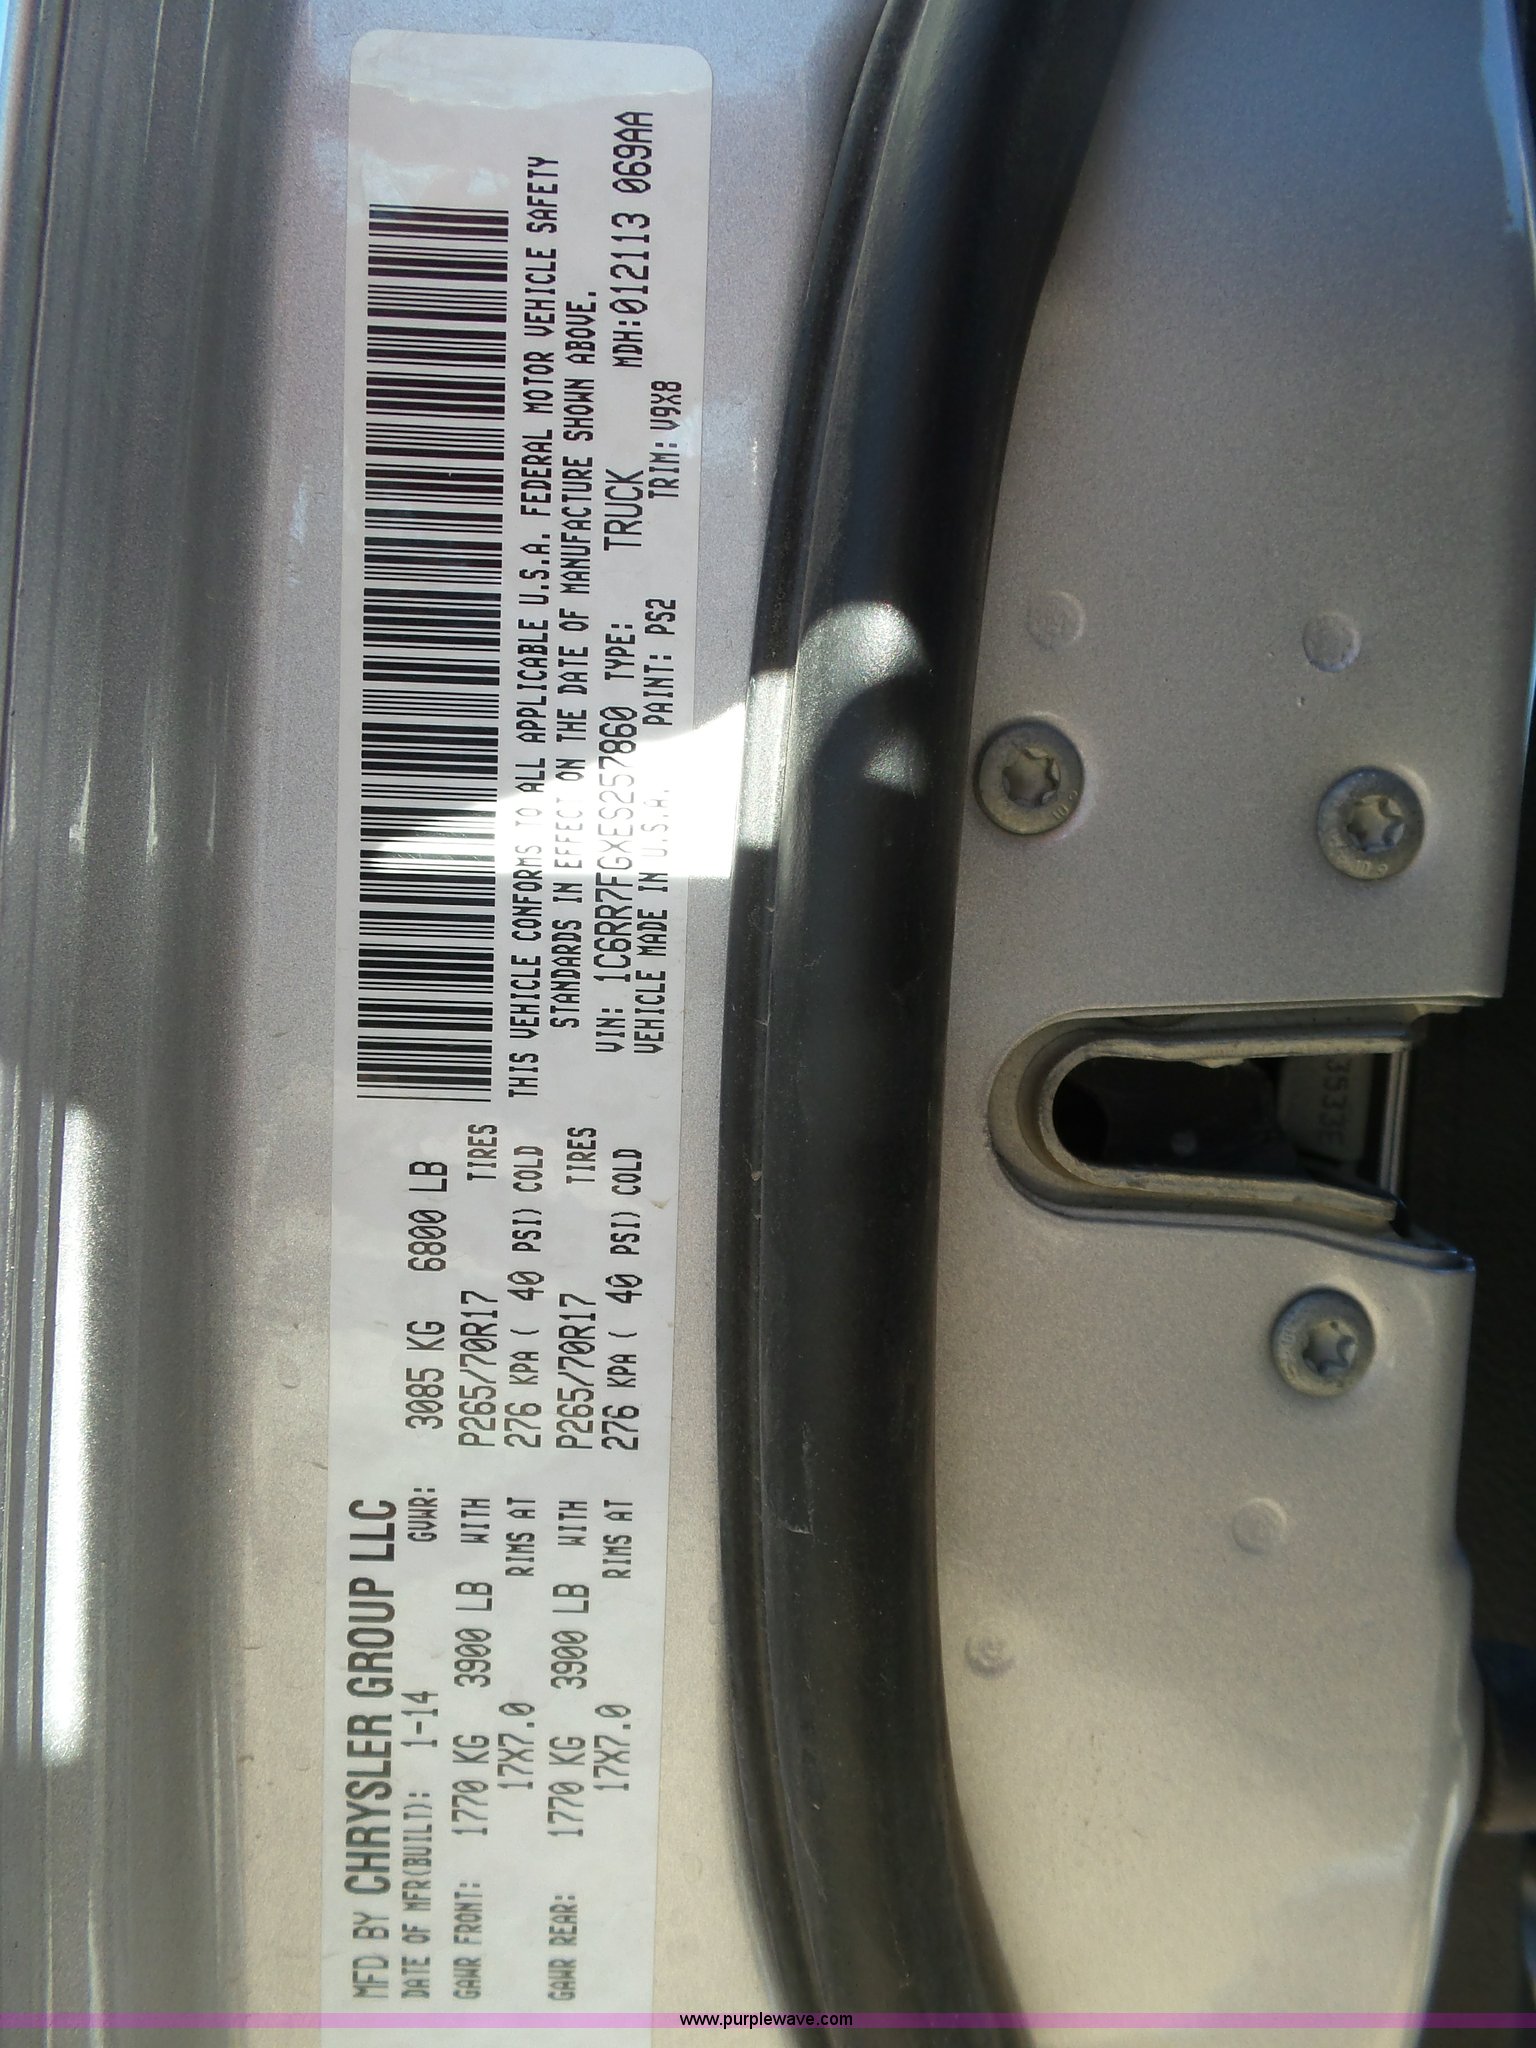 MFD BY CHRYSLER GROUP LLC
DATE OF MFR(BUILT): 1-14 GVWR: 3085 KG 6800 LB
GAWR FRONT: 1770 KG 3900 LB WITH P265/70R17 TIRES
17X7.0 RIMS AT 276 KPA ( 40 PSI) COLD
GAWR REAR: 1770 KG 3900 LB WITH P265/70R17 TIRES
17X7.0 RIMS AT 276 KPA ( 40 PSI) COLD
THIS VEHICLE CONFORMS TO ALL APPLICABLE U.S.A. FEDERAL MOTOR VEHICLE SAFETY
STANDARDS IN EFFECT ON THE DATE OF MANUFACTURE SHOWN ABOVE.
VIN: 1C6RR7FGXES257860 TYPE: TRUCK MDH:012113 069AA
VEHICLE MADE IN U.S.A. PAINT: PS2 TRIM: V9X8
www.purplewave.com